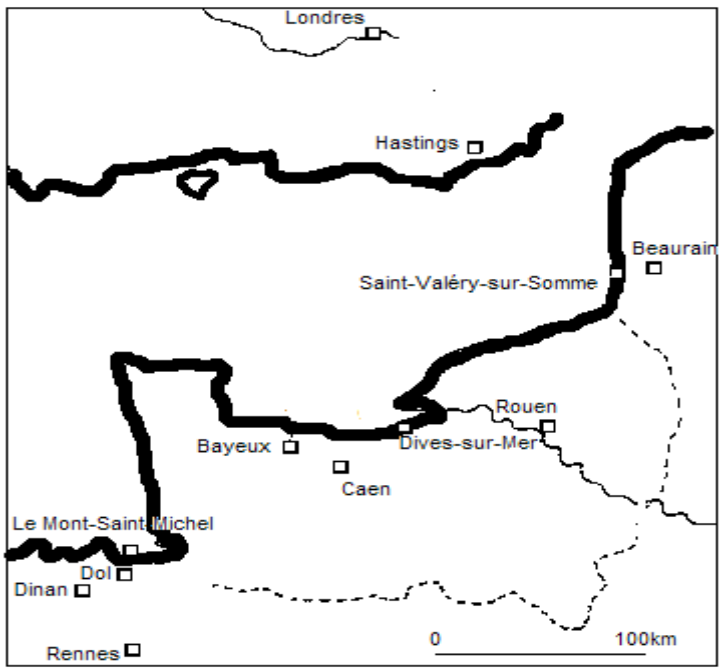 Londres
Hastings
Beaurain
Saint-Valéry-sur-Somme
Rouen
Dives-sur-Mer
Bayeux
Caen
Le Mont-Saint-Michel
Dol
Dinan
0 100km
Rennes